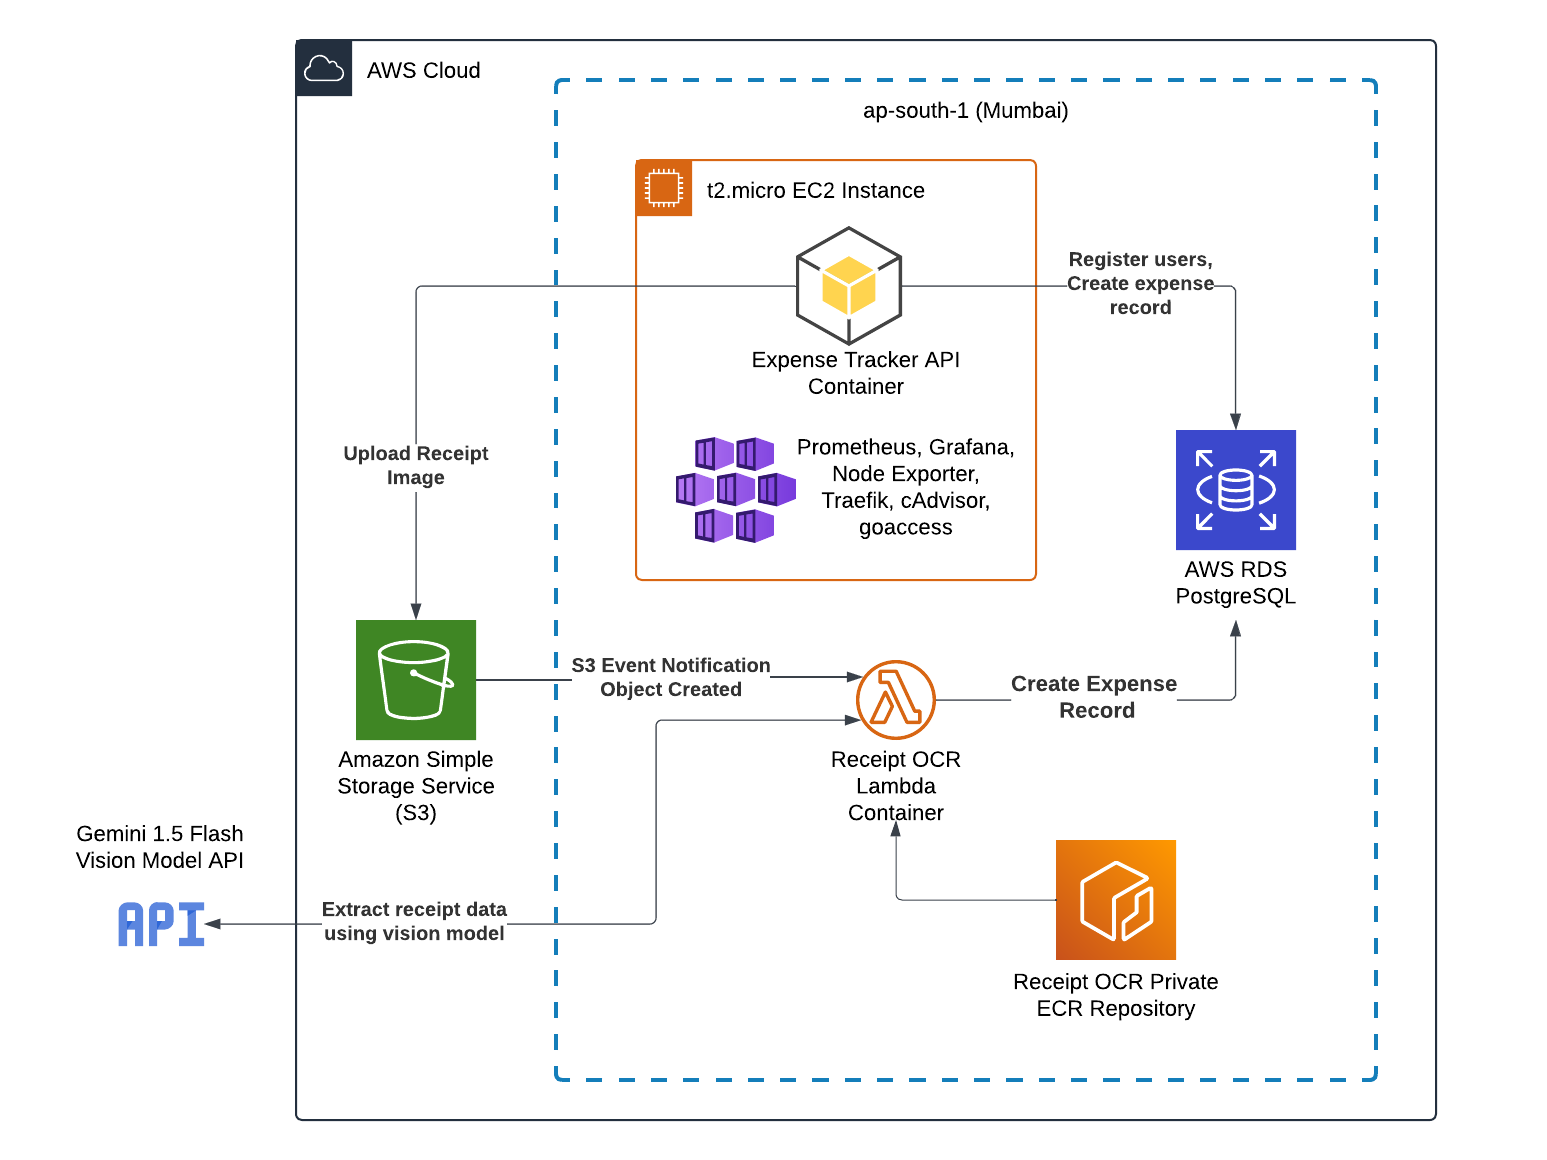 AWS Cloud
ap-south-1 (Mumbai)
t2.micro EC2 Instance
Register users,
Create expense
record
Expense Tracker API
Container
Upload Receipt
Image
Prometheus, Grafana,
Node Exporter,
Traefik, cAdvisor,
goaccess
AWS RDS
PostgreSQL
S3 Event Notification
Object Created
Create Expense
Record
Amazon Simple
Storage Service
(S3)
Receipt OCR
Lambda
Container
Gemini 1.5 Flash
Vision Model API
API
Extract receipt data
using vision model
Receipt OCR Private
ECR Repository